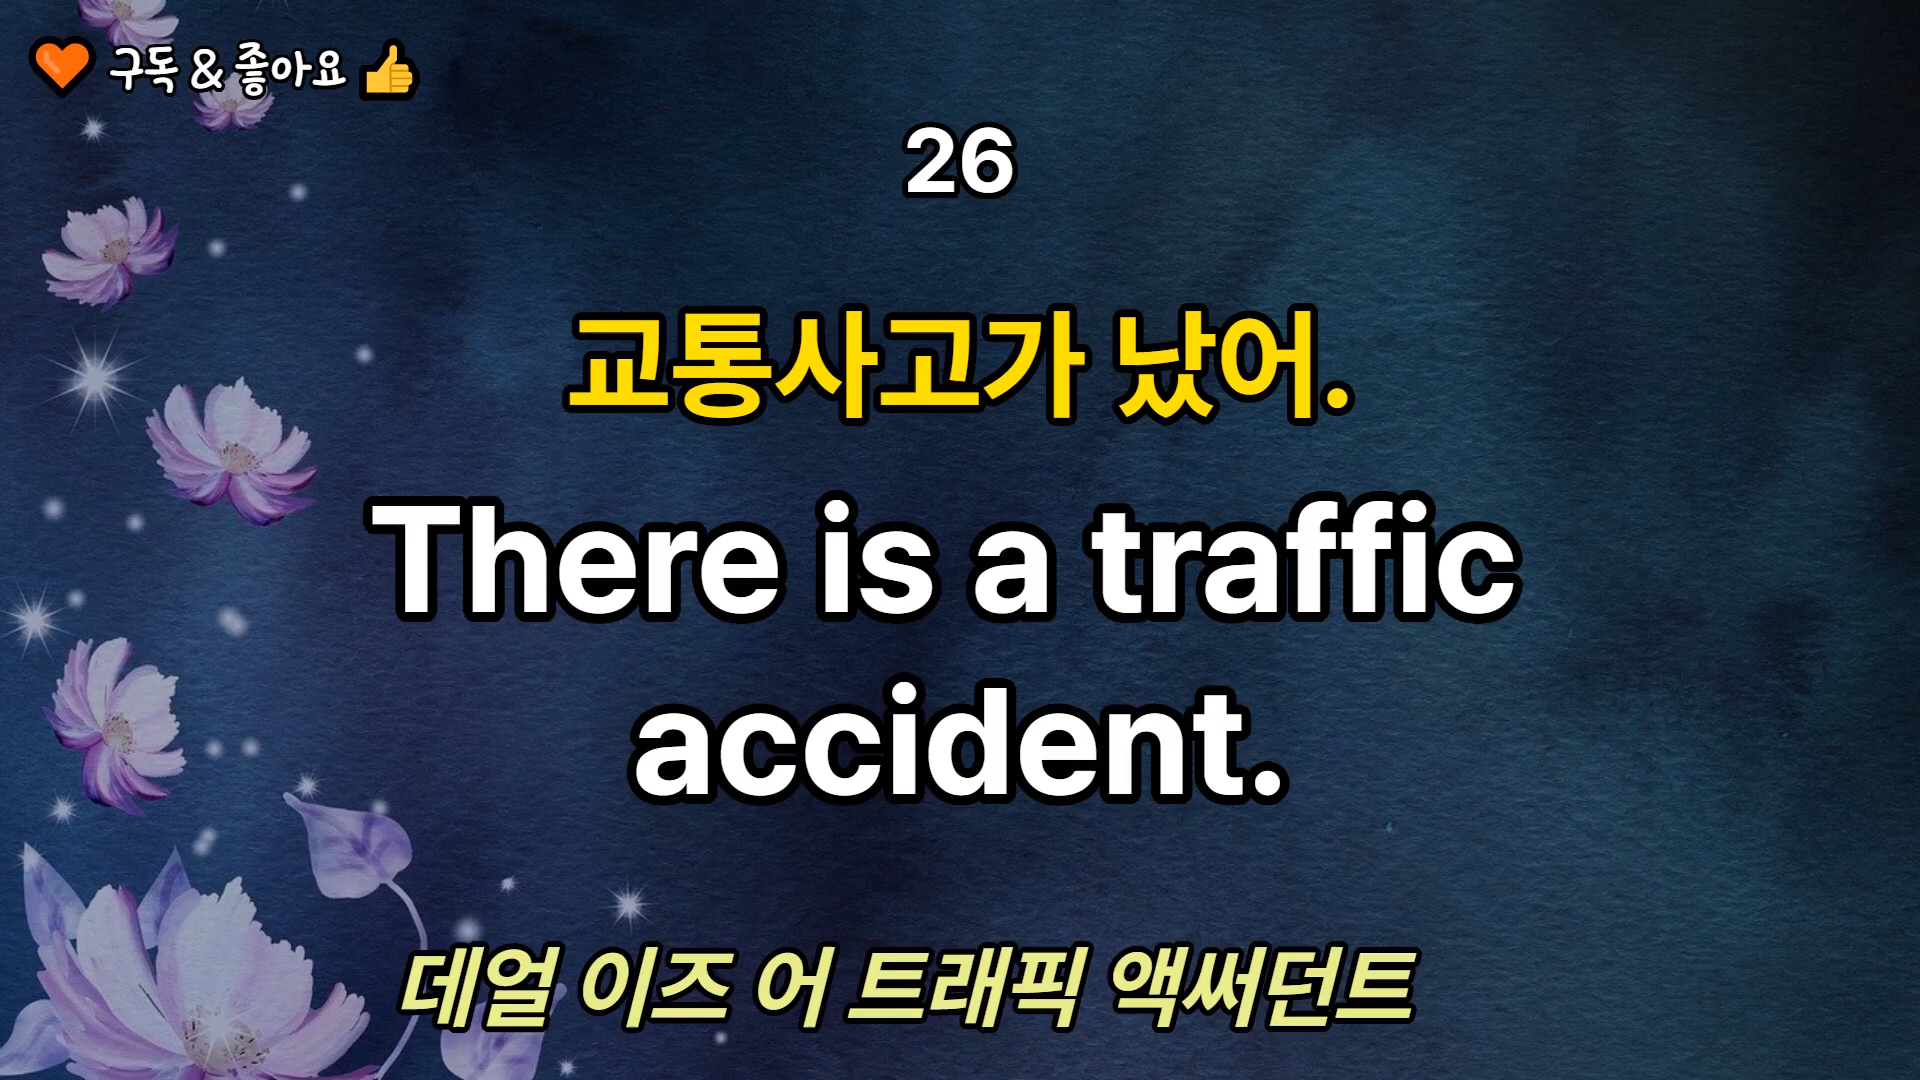 🧡 구독 & 좋아요 👍
26
교통사고가 났어.
There is a traffic
accident.
데얼 이즈 어 트래픽 액써던트